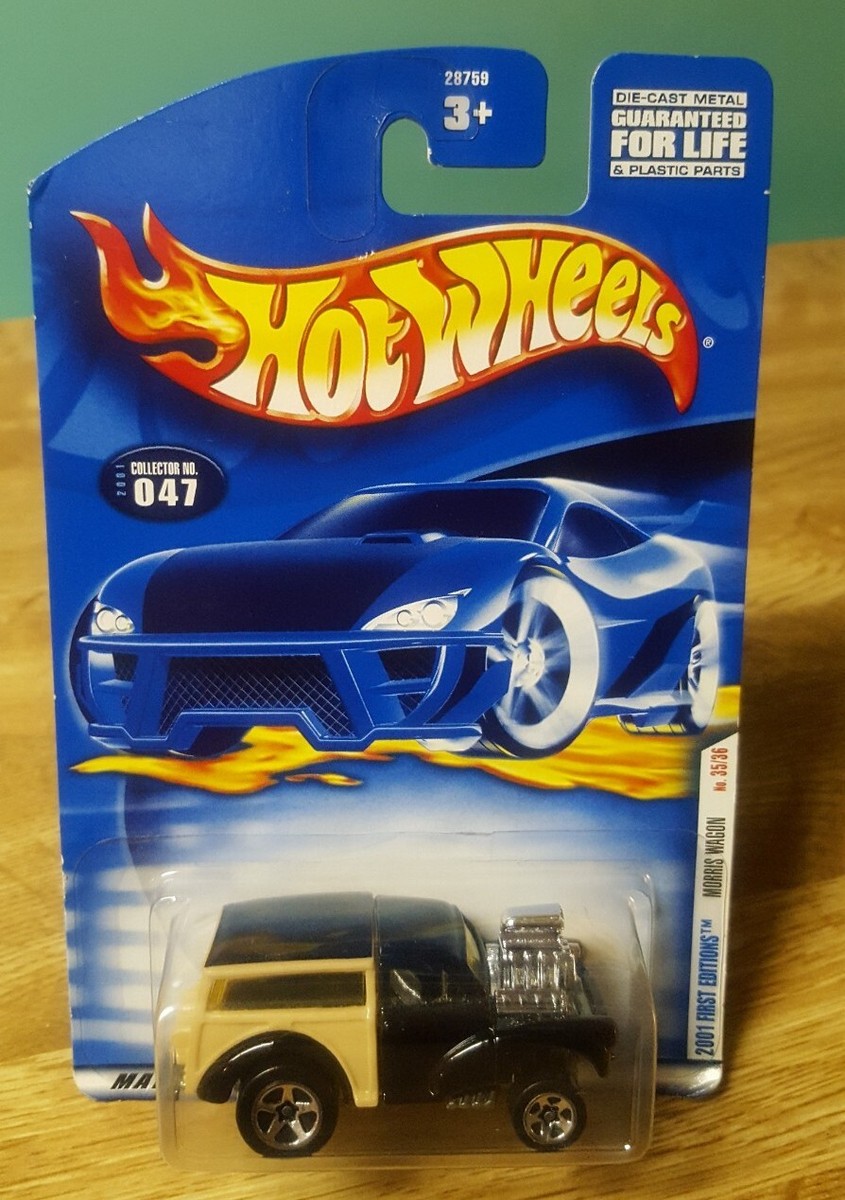 28759
3+
DIE-CAST METAL
GUARANTEED
FOR LIFE
& PLASTIC PARTS
HOT WHEELS ®
2001
COLLECTOR NO.
047
2001 FIRST EDITIONS™ MORRIS WAGON No. 35/36